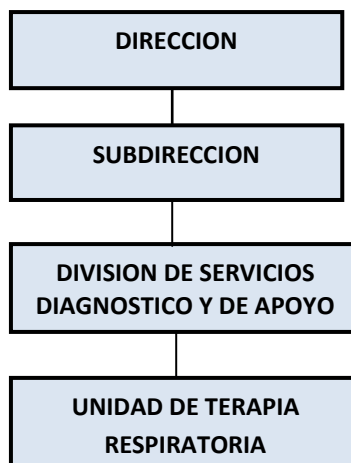 DIRECCION
SUBDIRECCION
DIVISION DE SERVICIOS
DIAGNOSTICO Y DE APOYO
UNIDAD DE TERAPIA
RESPIRATORIA